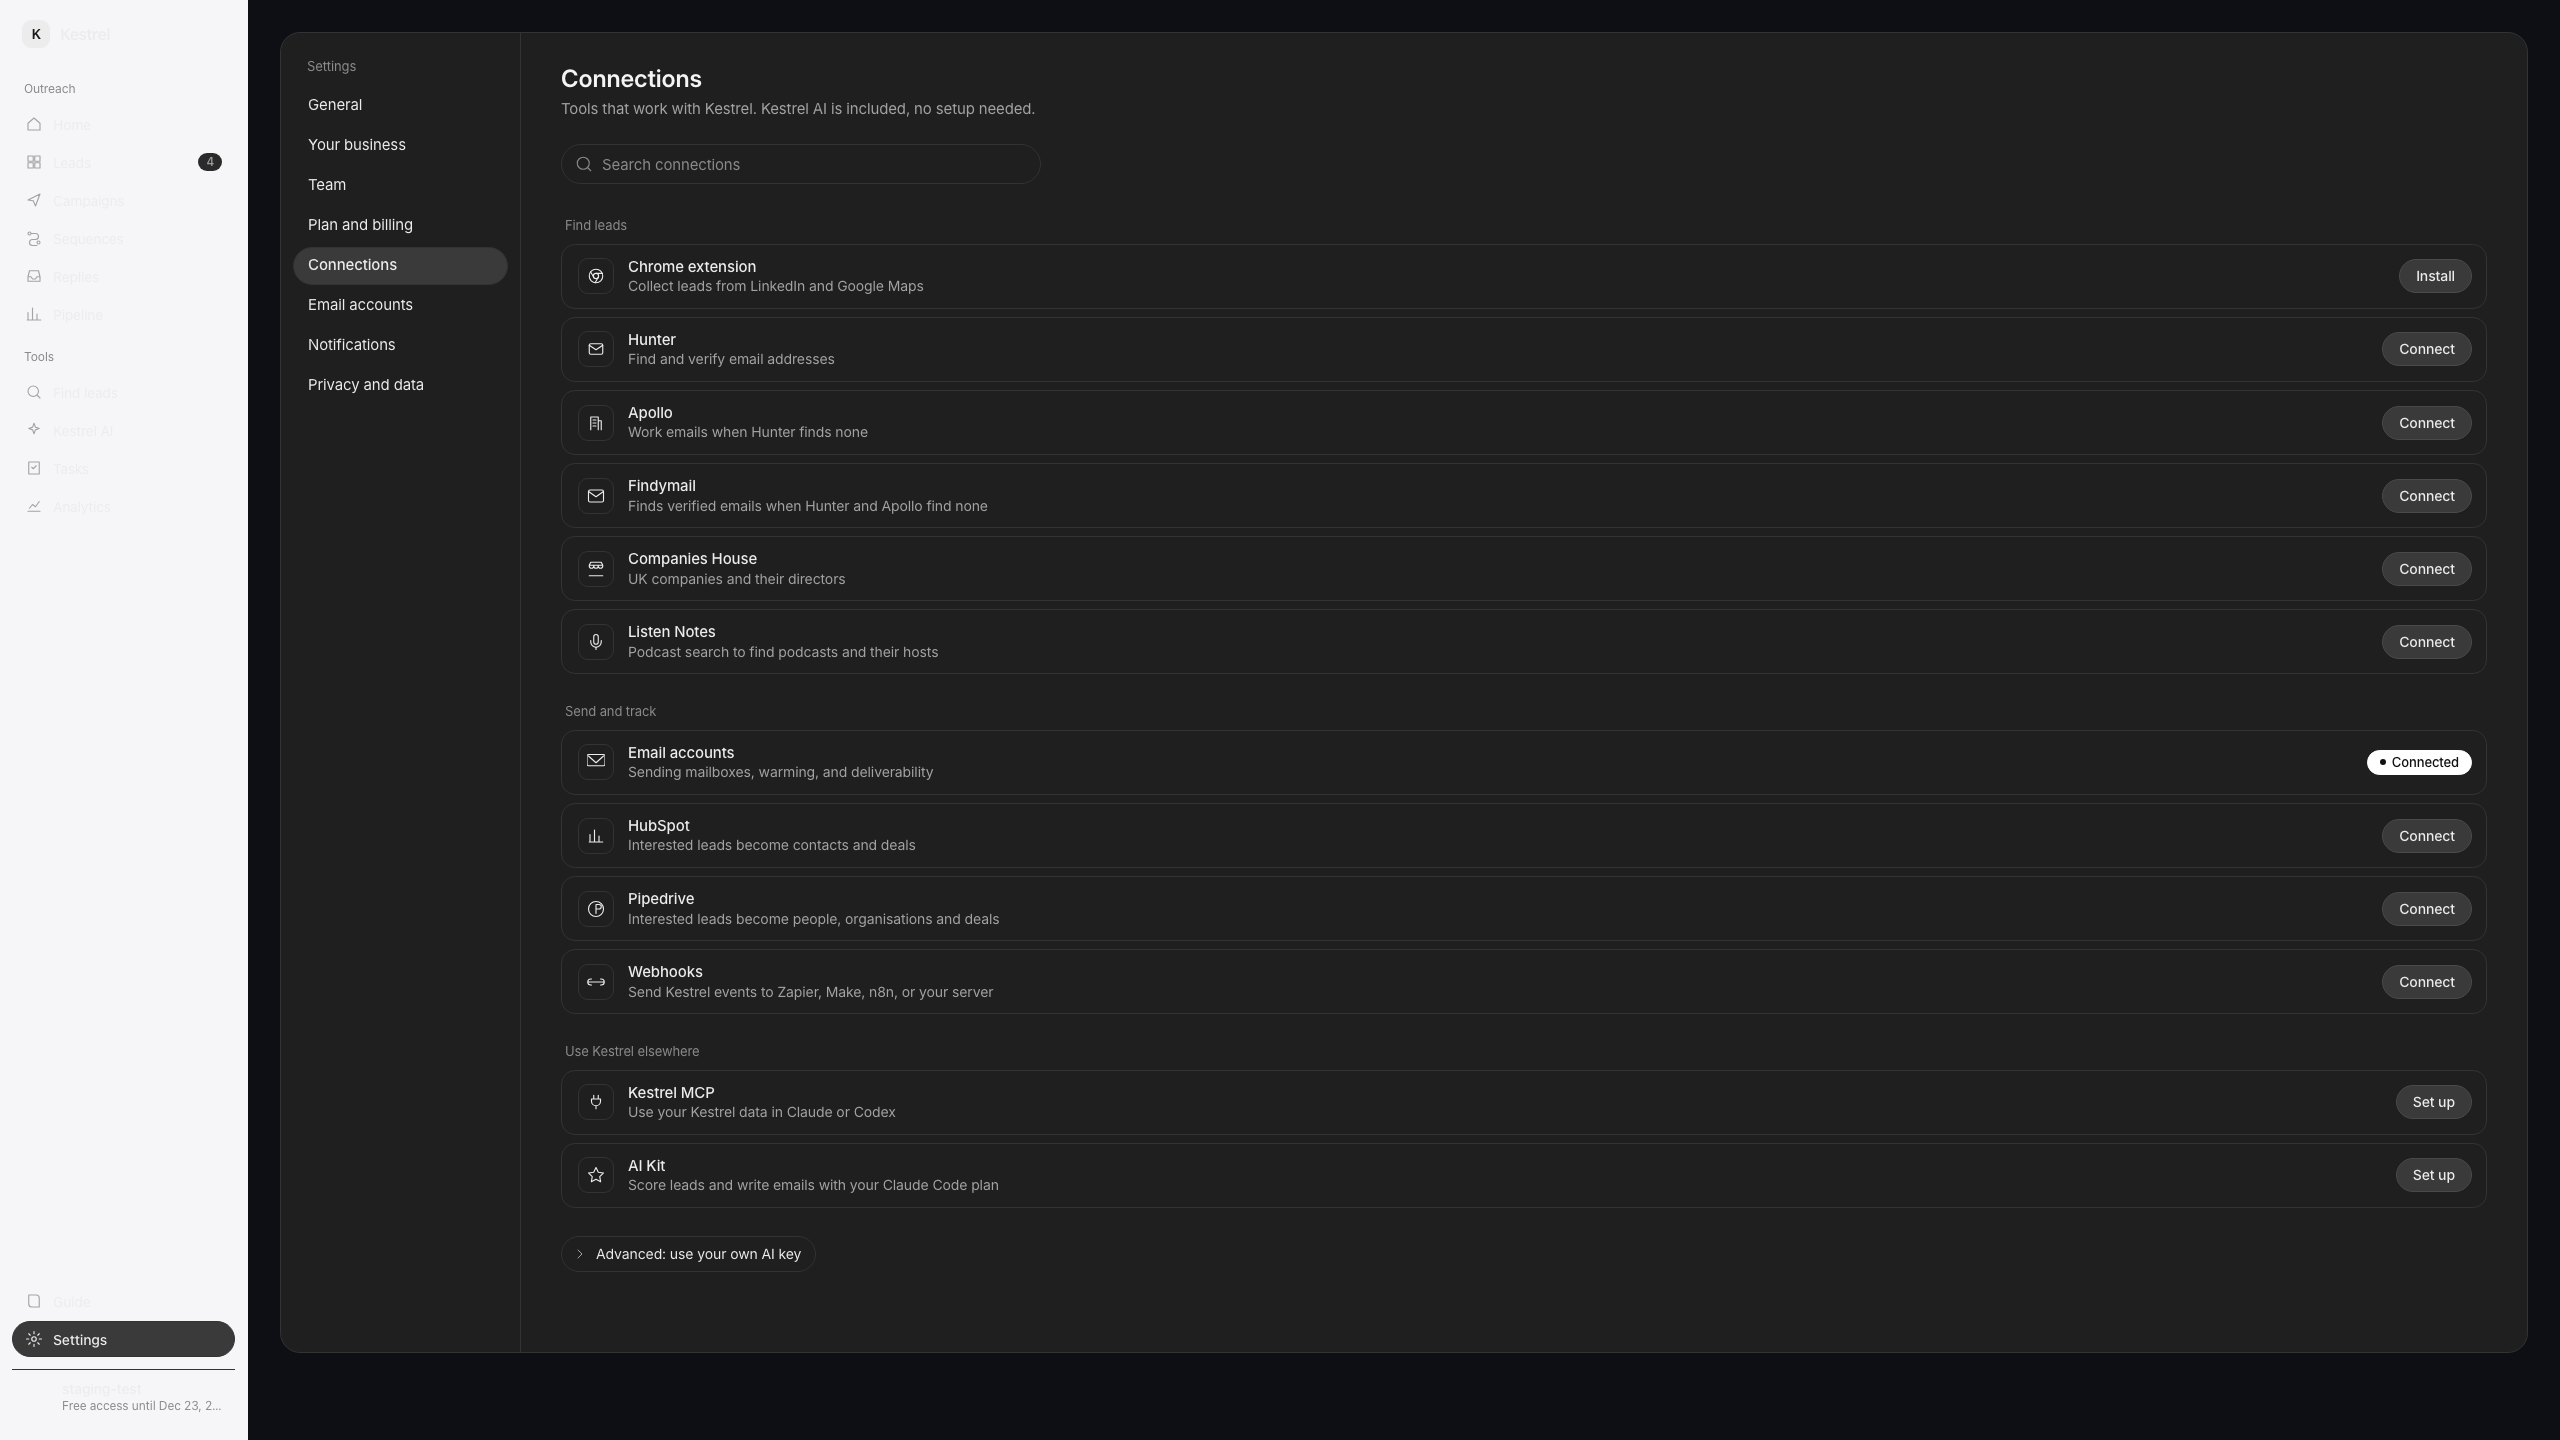 K Kestrel
Outreach
Home
Leads 4
Campaigns
Sequences
Replies
Pipeline
Tools
Find leads
Kestrel AI
Tasks
Analytics
Guide
Settings
staging-test
Free access until Dec 23, 2...
Settings
General
Your business
Team
Plan and billing
Connections
Email accounts
Notifications
Privacy and data
Connections
Tools that work with Kestrel. Kestrel AI is included, no setup needed.
Search connections
Find leads
Chrome extension
Collect leads from LinkedIn and Google Maps
Install
Hunter
Find and verify email addresses
Connect
Apollo
Work emails when Hunter finds none
Connect
Findymail
Finds verified emails when Hunter and Apollo find none
Connect
Companies House
UK companies and their directors
Connect
Listen Notes
Podcast search to find podcasts and their hosts
Connect
Send and track
Email accounts
Sending mailboxes, warming, and deliverability
Connected
HubSpot
Interested leads become contacts and deals
Connect
Pipedrive
Interested leads become people, organisations and deals
Connect
Webhooks
Send Kestrel events to Zapier, Make, n8n, or your server
Connect
Use Kestrel elsewhere
Kestrel MCP
Use your Kestrel data in Claude or Codex
Set up
AI Kit
Score leads and write emails with your Claude Code plan
Set up
Advanced: use your own AI key